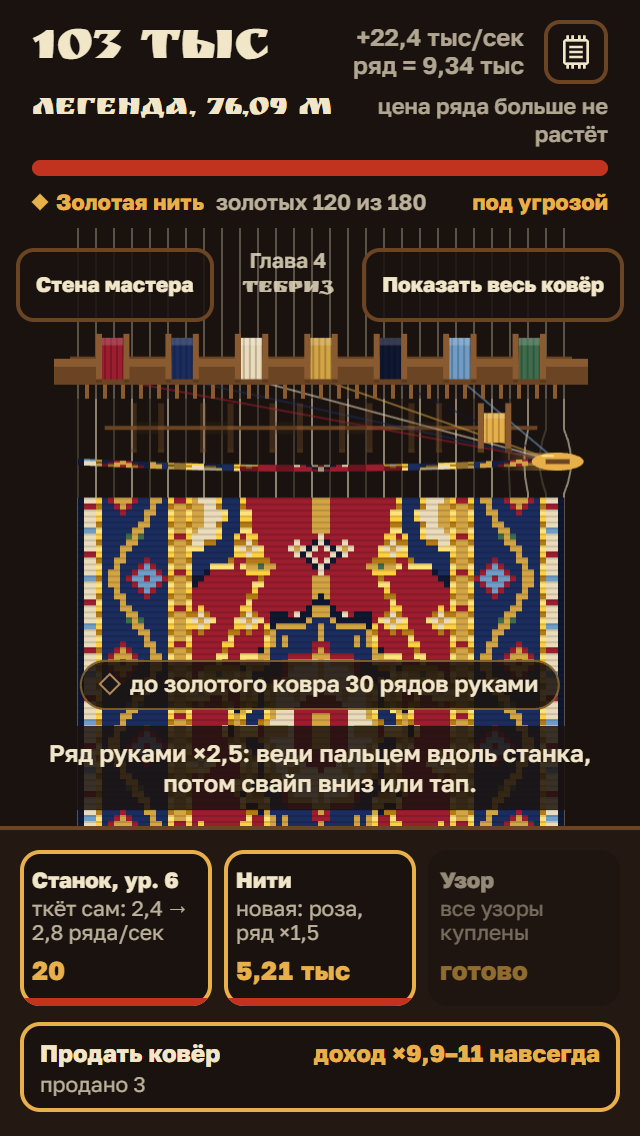 103 ТЫС
+22,4 тыс/сек
ряд = 9,34 тыс
ЛЕГЕНДА, 76,09 М
цена ряда больше не
растёт
Золотая нить золотых 120 из 180 под угрозой
Стена мастера
Глава 4
ТЕБРИЗ
Показать весь ковёр
до золотого ковра 30 рядов руками
Ряд руками ×2,5: веди пальцем вдоль станка,
потом свайп вниз или тап.
Станок, ур. 6
ткёт сам: 2,4 →
2,8 ряда/сек
20
Нити
новая: роза,
ряд ×1,5
5,21 тыс
Узор
все узоры
куплены
готово
Продать ковёр
доход ×9,9–11 навсегда
продано 3